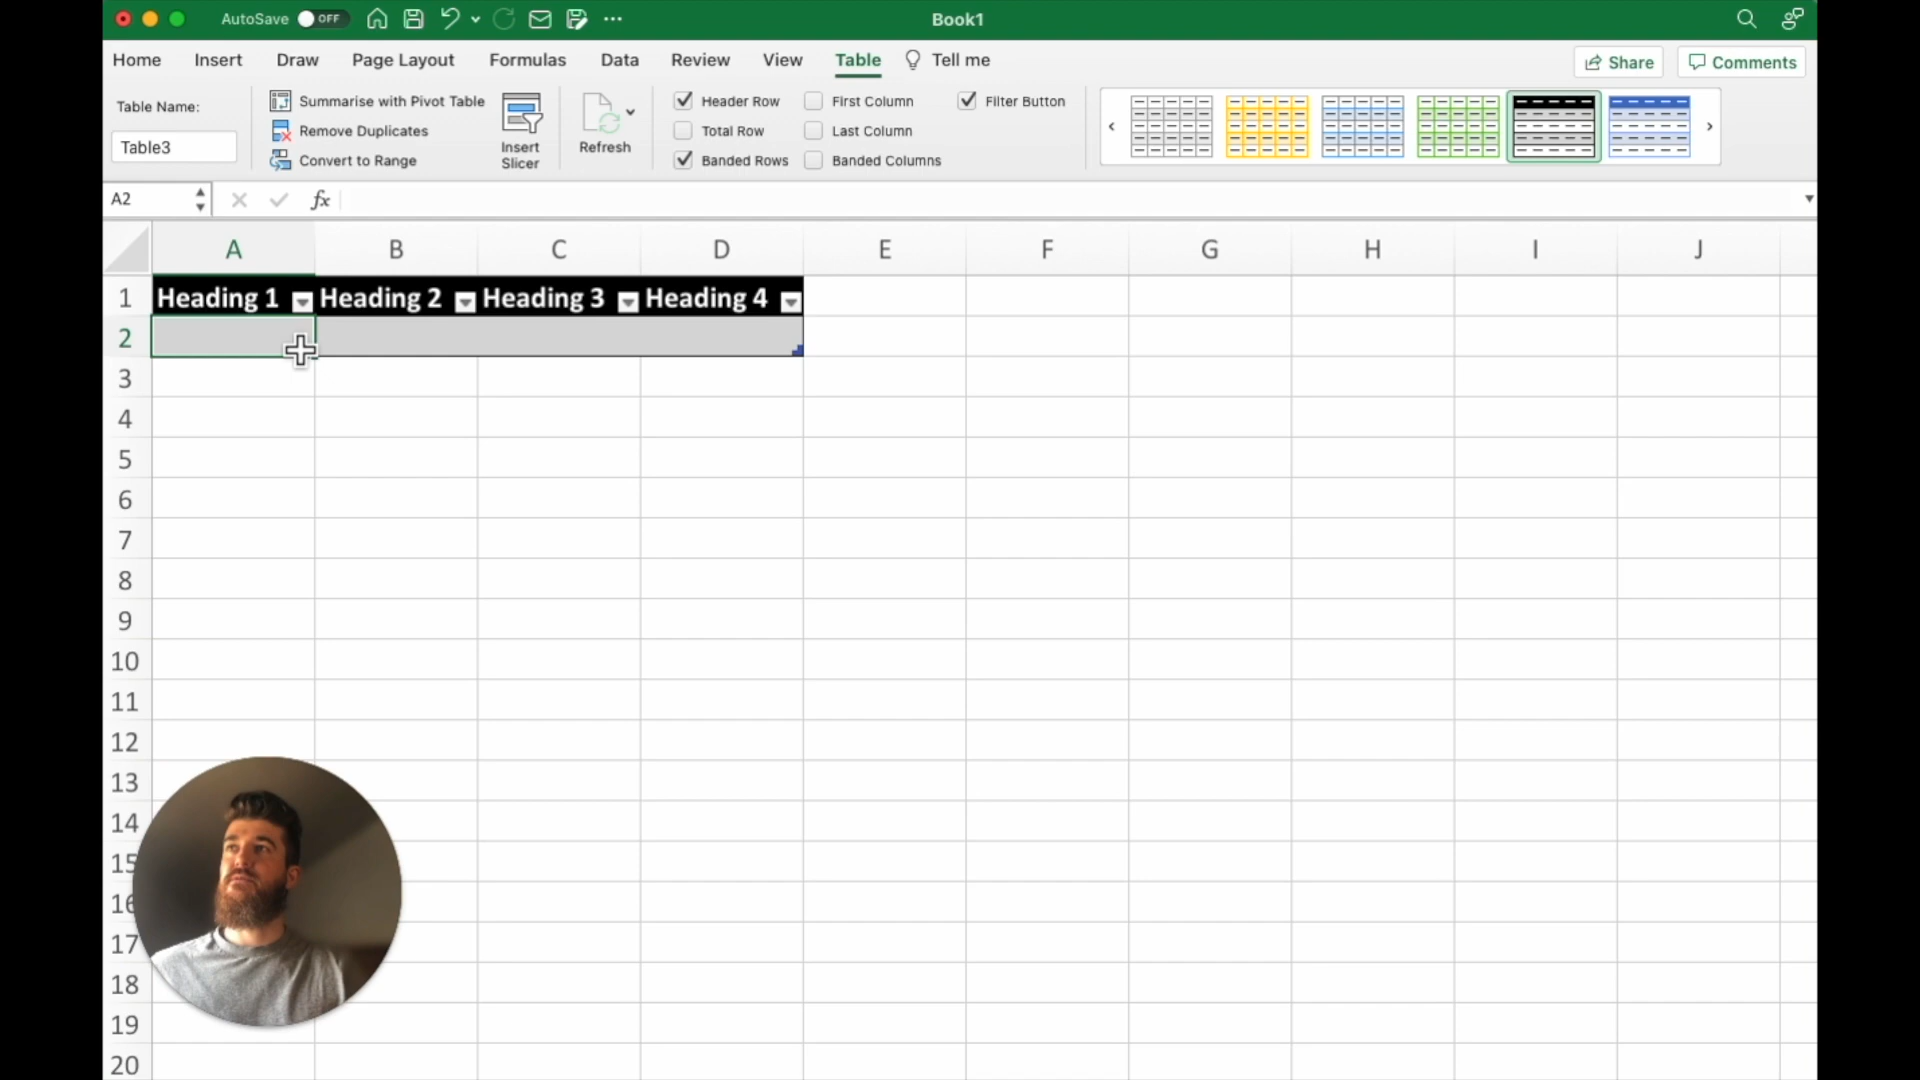 AutoSave OFF Book1
Home Insert Draw Page Layout Formulas Data Review View Table Tell me Share Comments
Table Name:
Table3
Summarise with Pivot Table
Remove Duplicates
Convert to Range
Insert
Slicer
Refresh
Header Row First Column Filter Button
Total Row Last Column
Banded Rows Banded Columns
A2 fx
A B C D E F G H I J
1 Heading 1 Heading 2 Heading 3 Heading 4
2
3
4
5
6
7
8
9
10
11
12
13
14
15
16
17
18
19
20